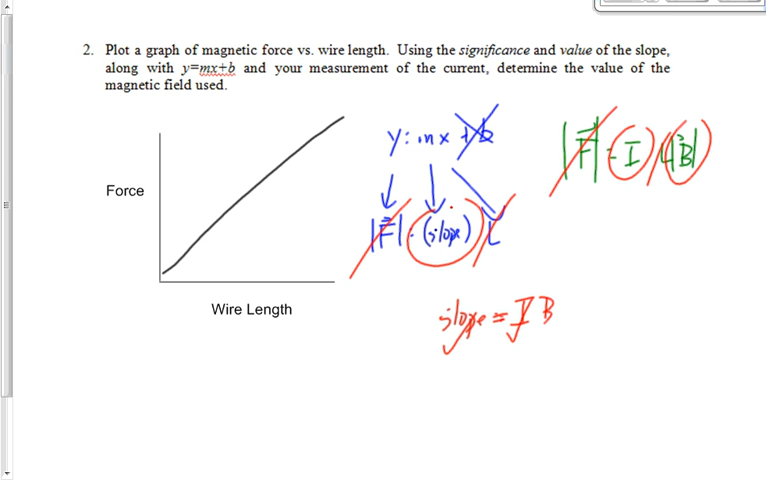 2. Plot a graph of magnetic force vs. wire length. Using the significance and value of the slope,
along with y=mx+b and your measurement of the current, determine the value of the
magnetic field used.
y = mx + b
|F| = I L |B|
Force
|F| = (slope) L
Wire Length
slope = I B